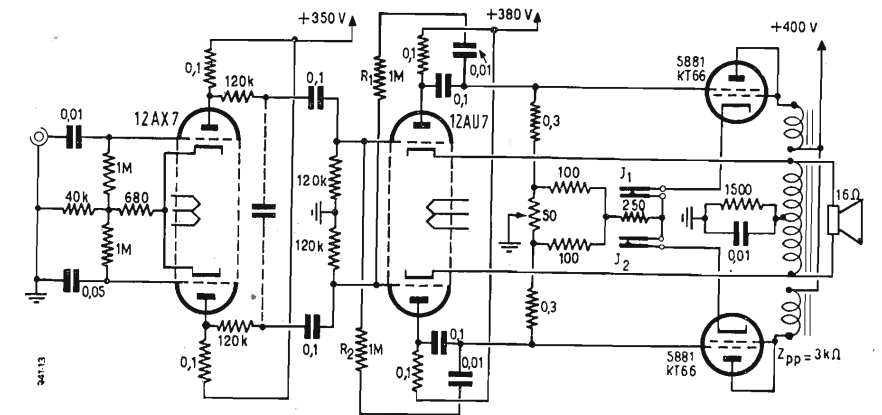 +350 V
+380 V
+400 V
0,1
120k
0,1
R1
1M
0,1
0,01
0,1
5881
KT66
0,01
12AX7
12AU7
0,3
1M
120k
100
J1
1500
16Ω
40k
680
50
250
1M
120k
100
J2
0,01
0,05
0,3
120k
0,1
R2
1M
0,1
0,01
0,1
0,1
5881
KT66
Zpp=3kΩ
941-13